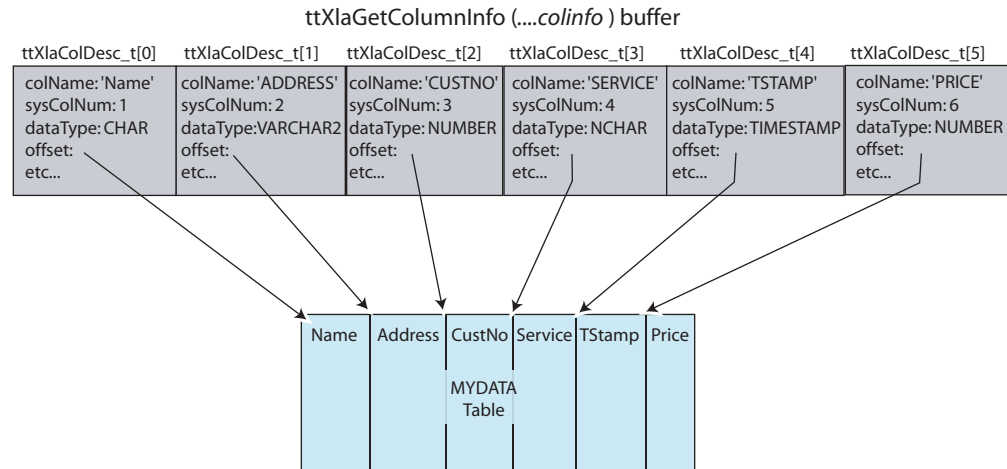 ttXlaGetColumnInfo (....colinfo ) buffer
ttXlaColDesc_t[0]
colName: 'Name'
sysColNum: 1
dataType: CHAR
offset:
etc...
ttXlaColDesc_t[1]
colName: 'ADDRESS'
sysColNum: 2
dataType:VARCHAR2
offset:
etc...
ttXlaColDesc_t[2]
colName: 'CUSTNO'
sysColNum: 3
dataType: NUMBER
offset:
etc...
ttXlaColDesc_t[3]
colName: 'SERVICE'
sysColNum: 4
dataType: NCHAR
offset:
etc...
ttXlaColDesc_t[4]
colName: 'TSTAMP'
sysColNum: 5
dataType: TIMESTAMP
offset:
etc...
ttXlaColDesc_t[5]
colName: 'PRICE'
sysColNum: 6
dataType: NUMBER
offset:
etc...
Name Address CustNo Service TStamp Price
MYDATA
Table